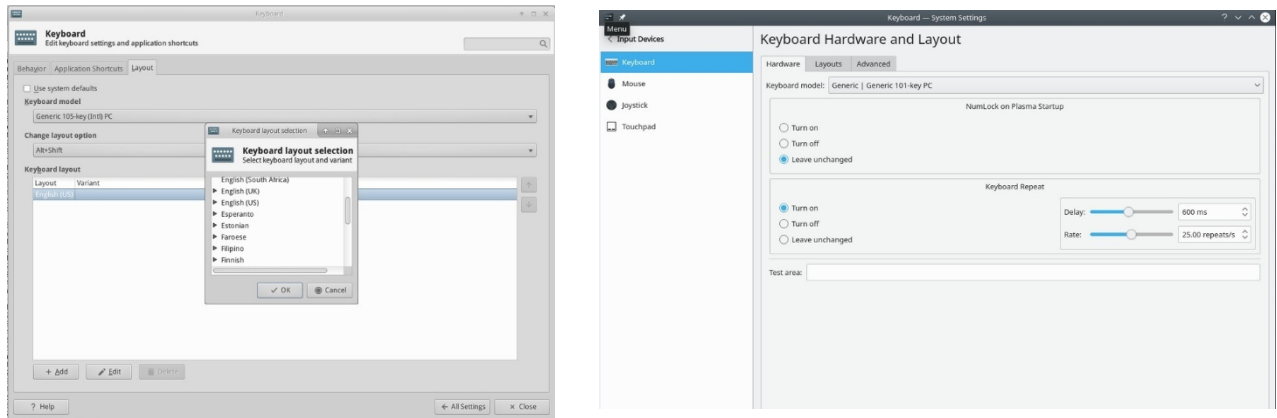 Keyboard
Keyboard
Edit keyboard settings and application shortcuts
Behavior Application Shortcuts Layout
Use system defaults
Keyboard model
Generic 105-key (Intl) PC
Change layout option
Alt+Shift
Keyboard layout
Layout Variant
English (US)
Keyboard layout selection
Keyboard layout selection
Select keyboard layout and variant
English (South Africa)
English (UK)
English (US)
Esperanto
Estonian
Faroese
Filipino
Finnish
OK Cancel
+ Add Edit Delete
? Help ← All Settings × Close
Keyboard — System Settings
Menu
< Input Devices
Keyboard
Mouse
Joystick
Touchpad
Keyboard Hardware and Layout
Hardware Layouts Advanced
Keyboard model: Generic | Generic 101-key PC
NumLock on Plasma Startup
Turn on
Turn off
Leave unchanged
Keyboard Repeat
Turn on
Turn off
Leave unchanged
Delay: 600 ms
Rate: 25.00 repeats/s
Test area: